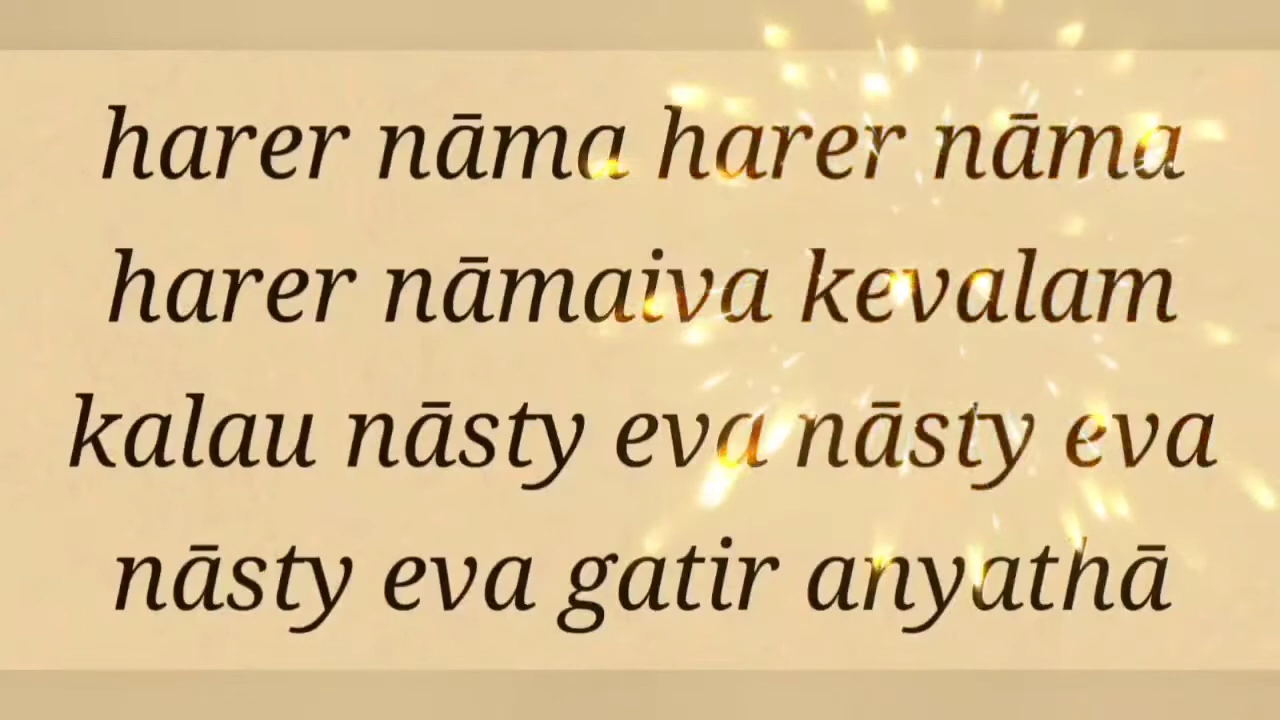 harer nāma harer nāma
harer nāmaiva kevalam
kalau nāsty eva nāsty eva
nāsty eva gatir anyathā